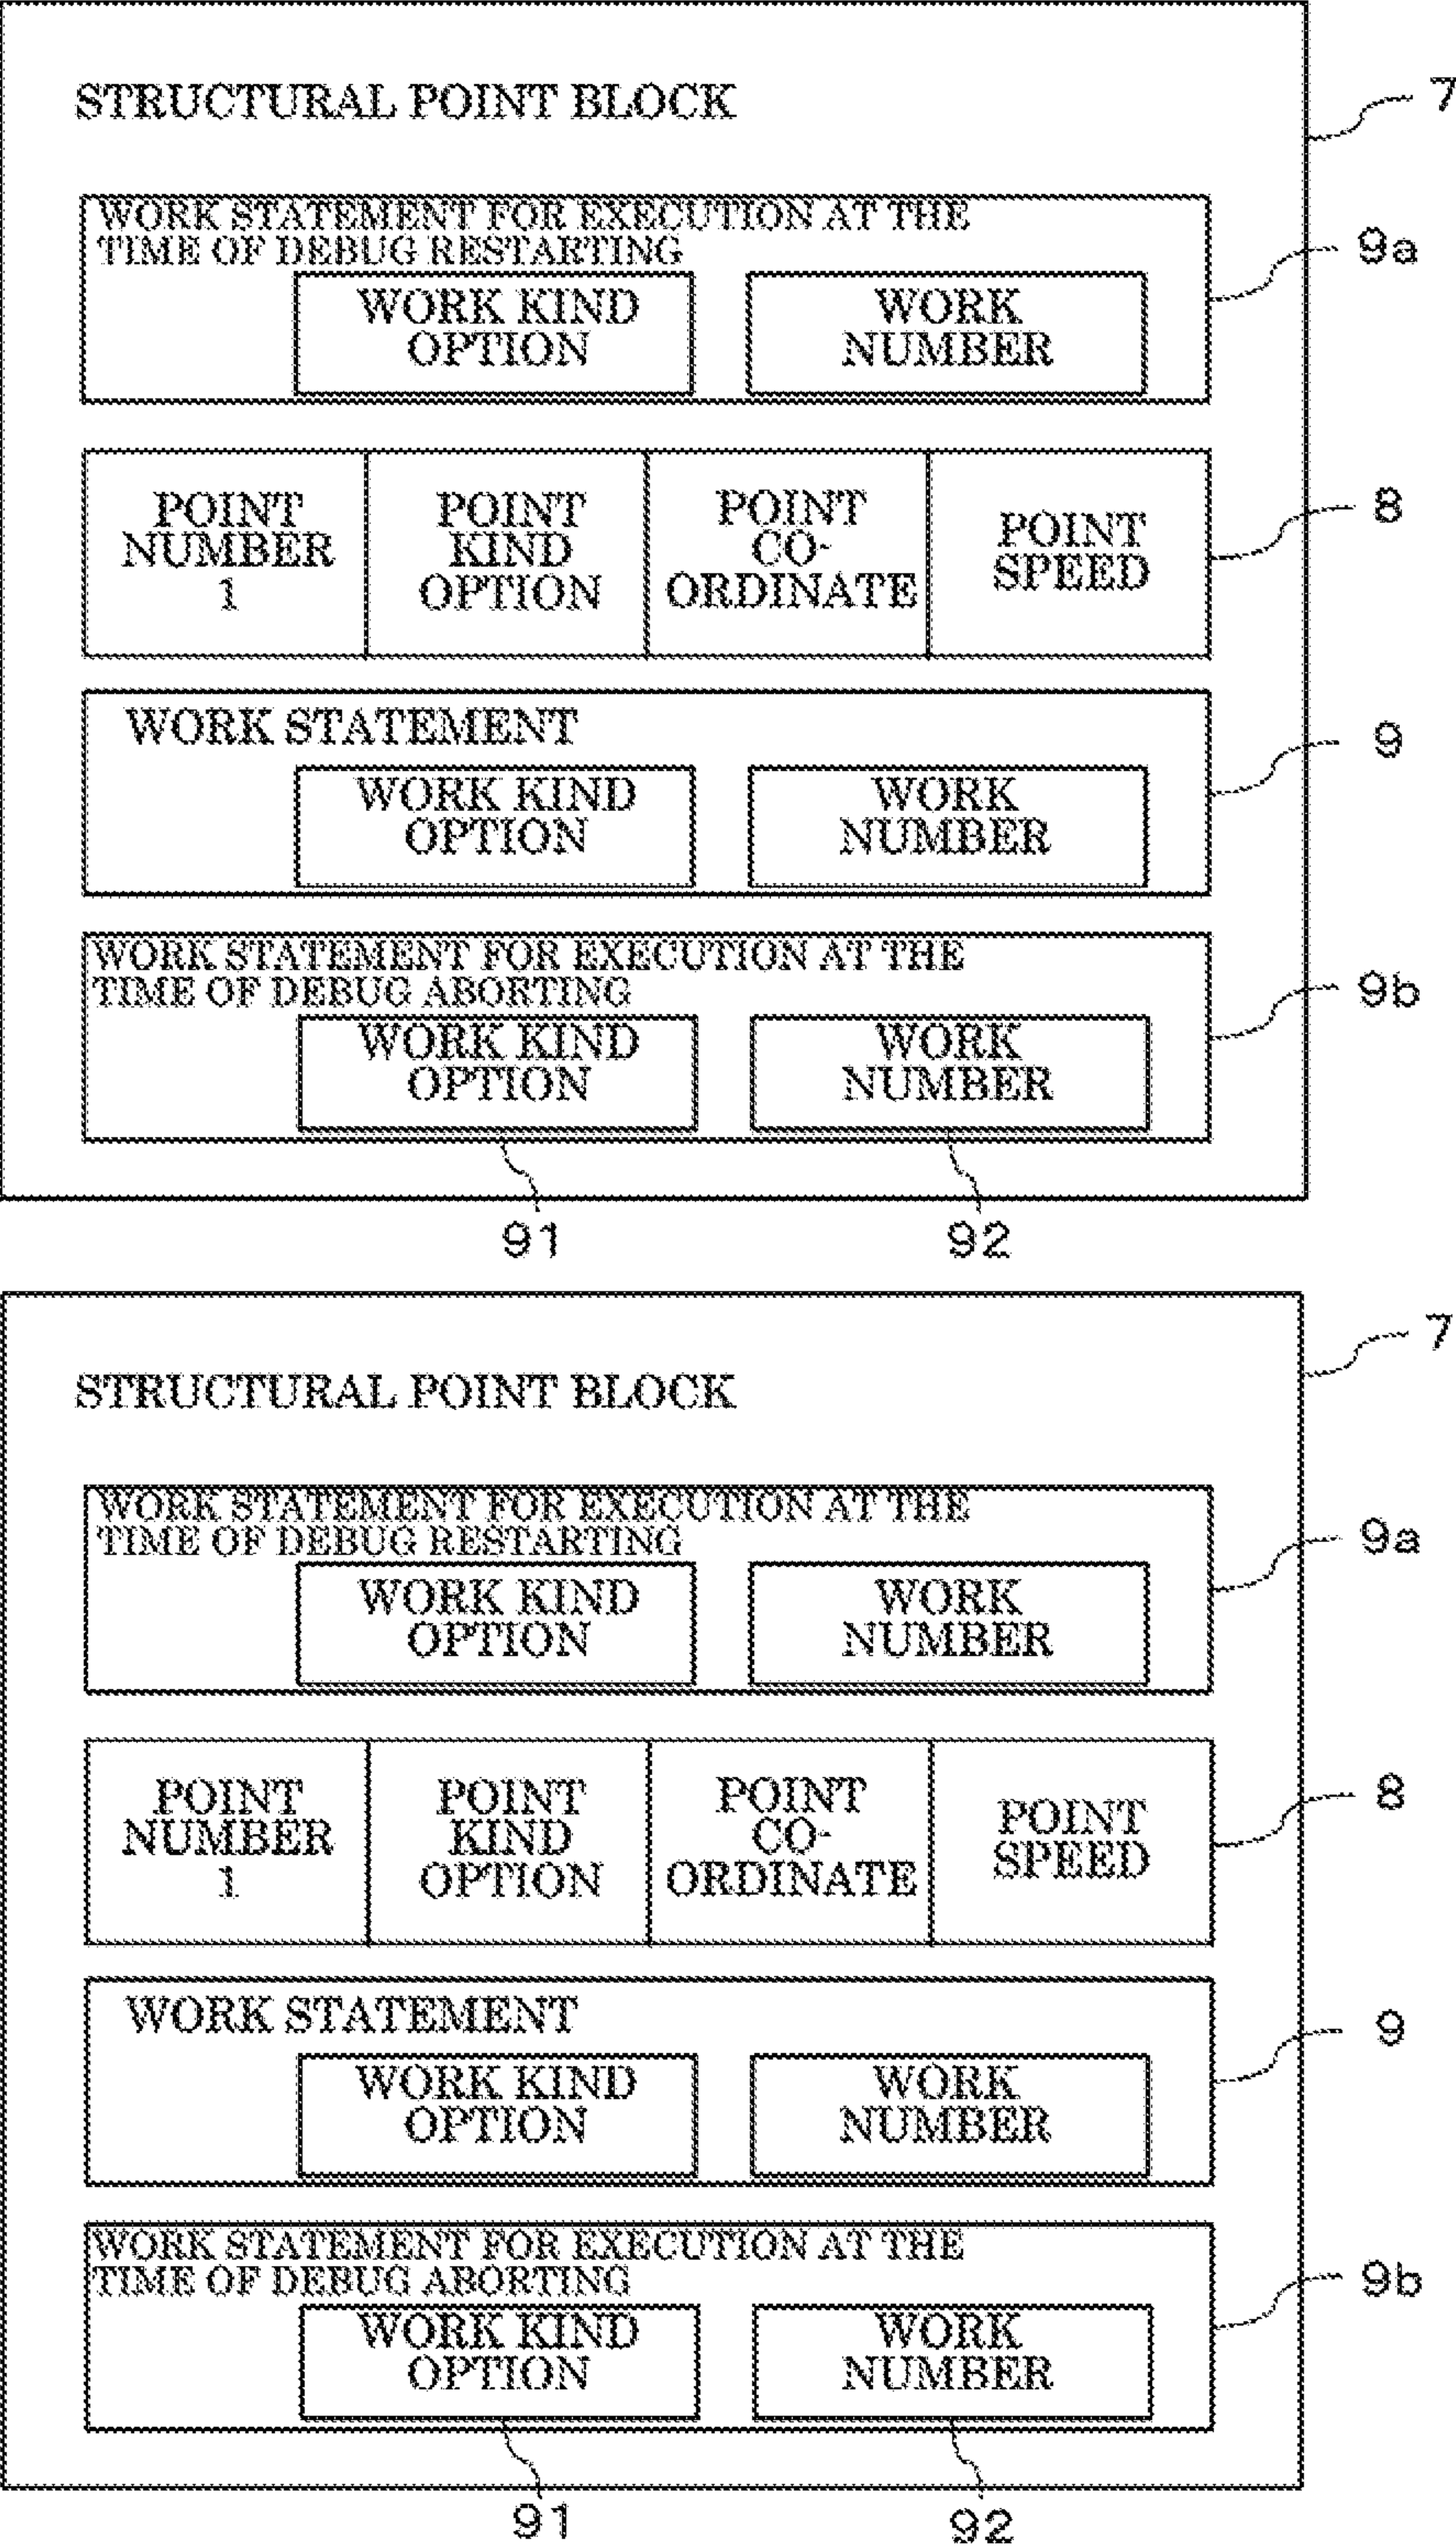 STRUCTURAL POINT BLOCK
7
WORK STATEMENT FOR EXECUTION AT THE
TIME OF DEBUG RESTARTING
9a
WORK KIND
OPTION
WORK
NUMBER
POINT
NUMBER
1
POINT
KIND
OPTION
POINT
CO-
ORDINATE
POINT
SPEED
8
WORK STATEMENT
9
WORK KIND
OPTION
WORK
NUMBER
WORK STATEMENT FOR EXECUTION AT THE
TIME OF DEBUG ABORTING
9b
WORK KIND
OPTION
WORK
NUMBER
91
92
STRUCTURAL POINT BLOCK
7
WORK STATEMENT FOR EXECUTION AT THE
TIME OF DEBUG RESTARTING
9a
WORK KIND
OPTION
WORK
NUMBER
POINT
NUMBER
1
POINT
KIND
OPTION
POINT
CO-
ORDINATE
POINT
SPEED
8
WORK STATEMENT
9
WORK KIND
OPTION
WORK
NUMBER
WORK STATEMENT FOR EXECUTION AT THE
TIME OF DEBUG ABORTING
9b
WORK KIND
OPTION
WORK
NUMBER
91
92